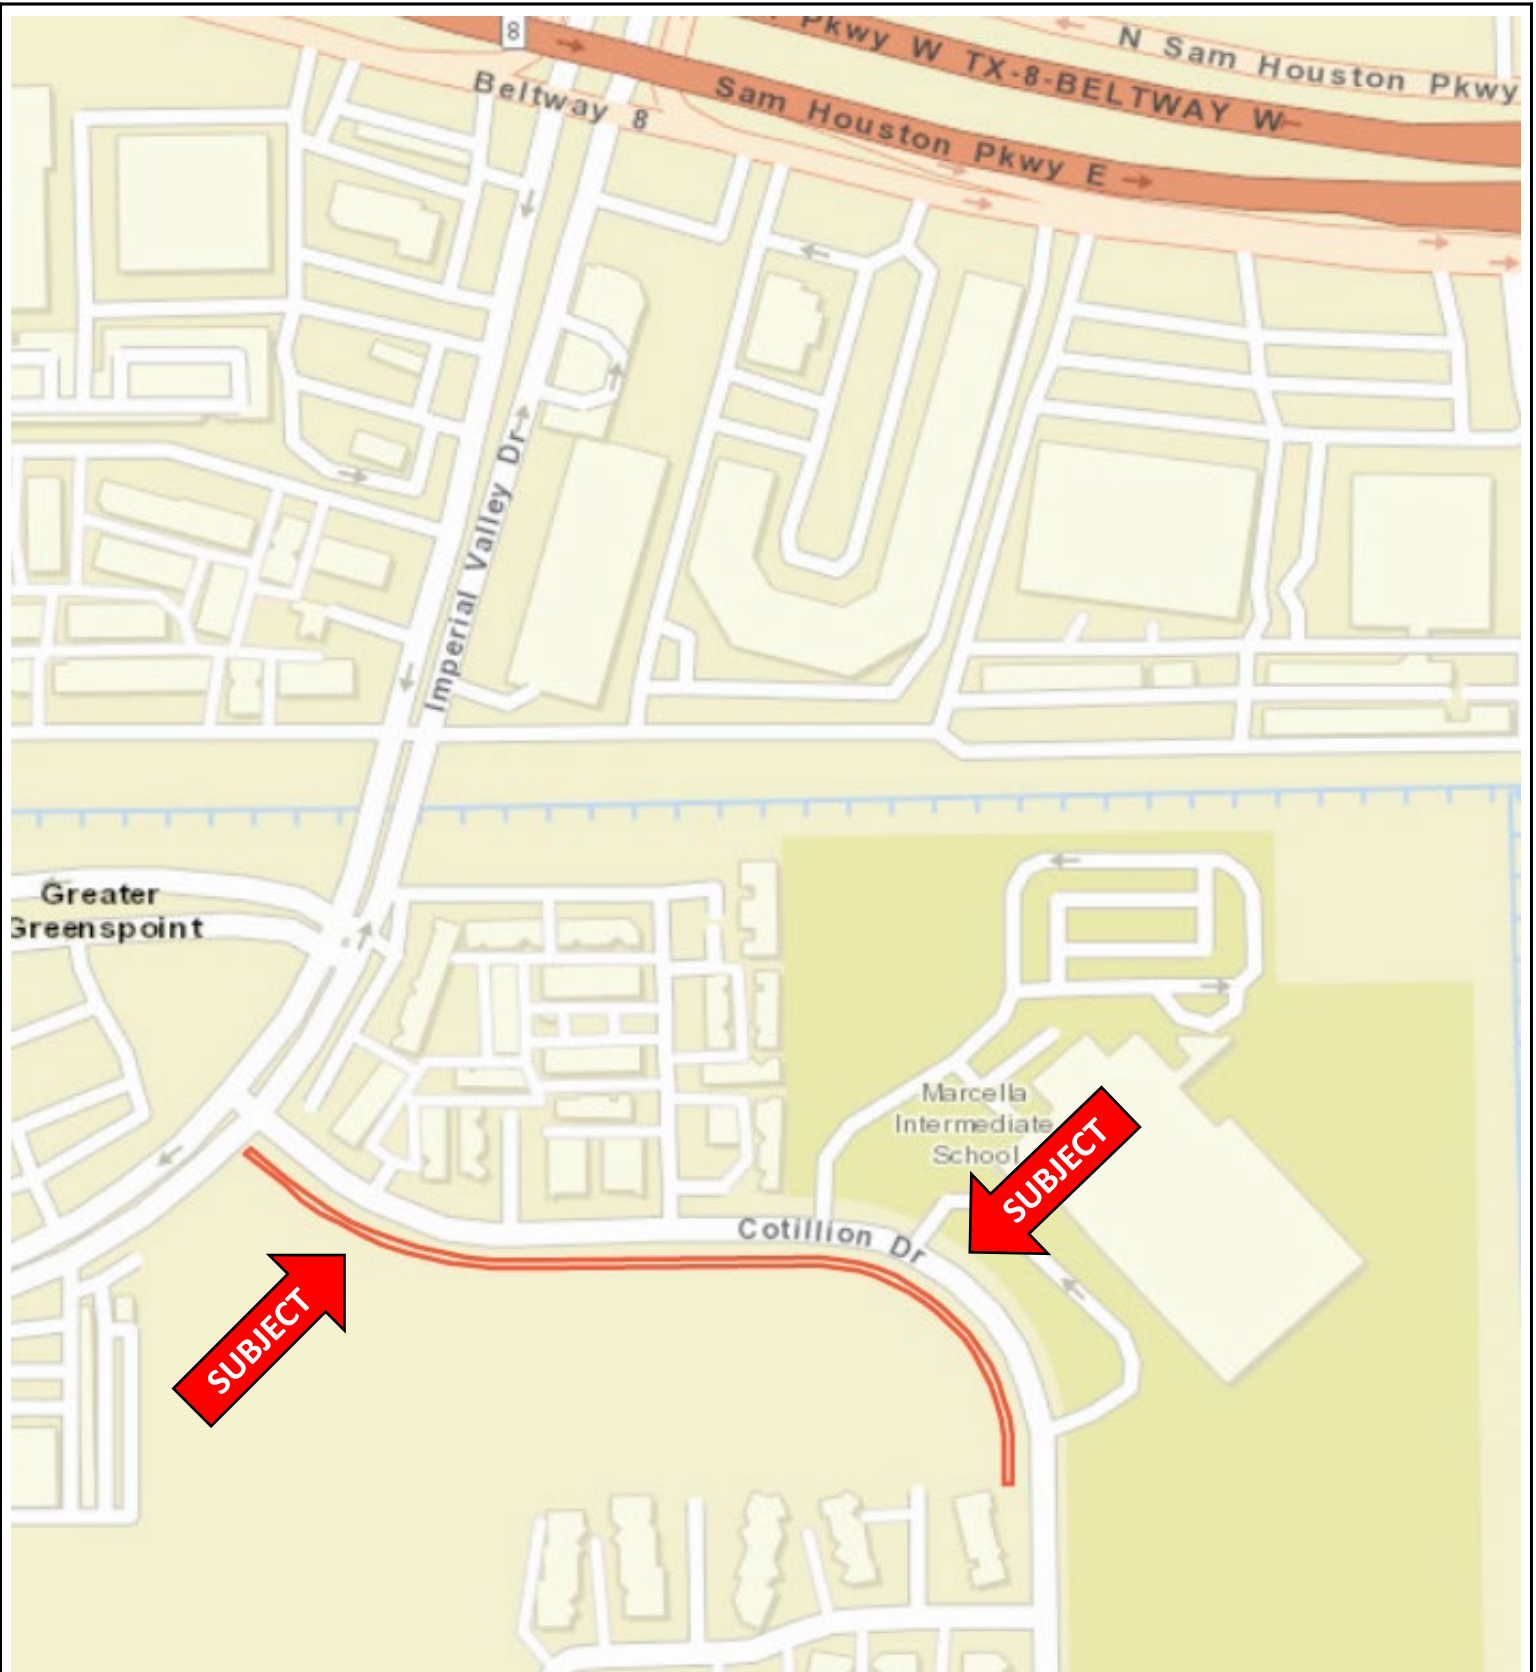 8
N Sam Houston Pkwy
Pkwy W TX-8-BELTWAY W
Beltway 8
Sam Houston Pkwy E
Imperial Valley Dr
Greater
Greenspoint
Marcella
Intermediate
School
SUBJECT
Cotillion Dr
SUBJECT